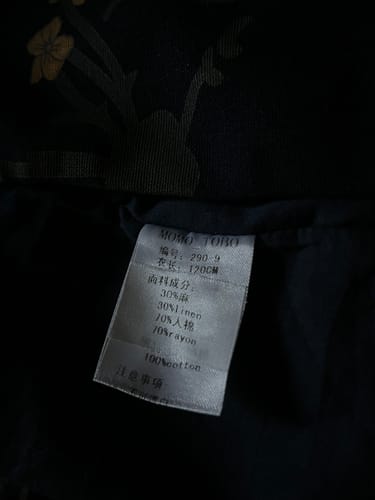 MOMO TOBO
编号: 290-9
衣长: 120CM
面料成分:
30%麻
30%linen
70%人棉
70%rayon
100%cotton
注意事项